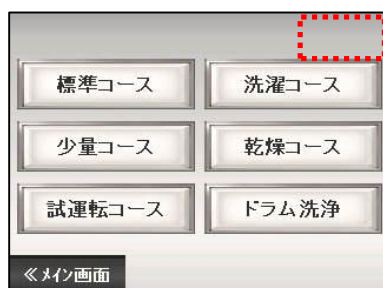 標準コース 洗濯コース
少量コース 乾燥コース
試運転コース ドラム洗浄
≪メイン画面